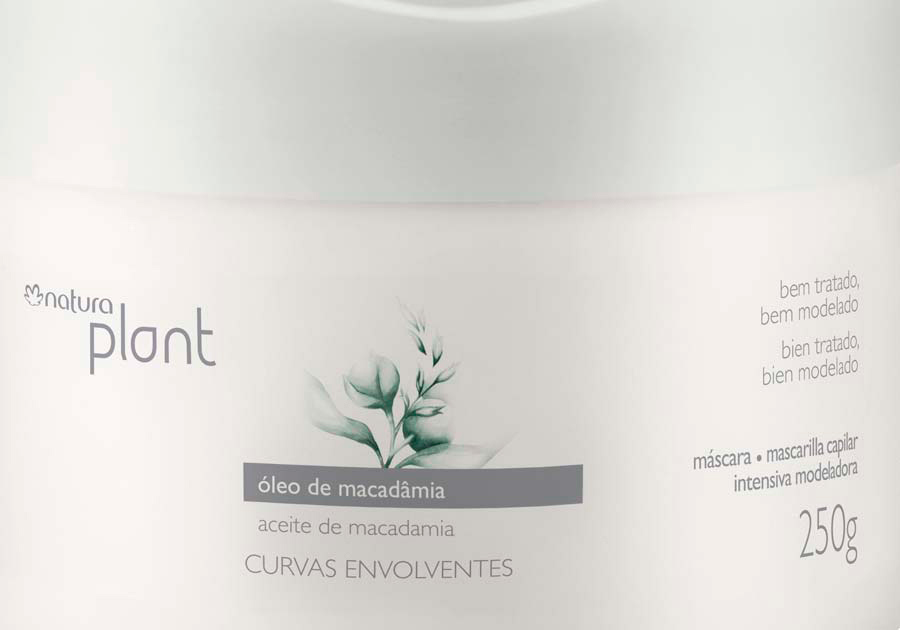 natura
plant
óleo de macadâmia
aceite de macadamia
CURVAS ENVOLVENTES
bem tratado,
bem modelado
bien tratado,
bien modelado
máscara • mascarilla capilar
intensiva modeladora
250g